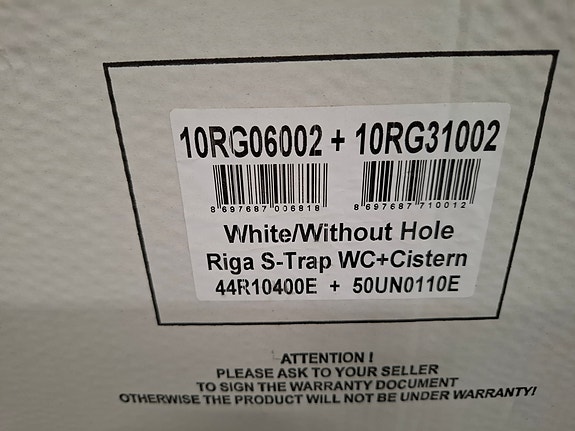 10RG06002 + 10RG31002
8 697687 006818 8 697687 710012
White/Without Hole
Riga S-Trap WC+Cistern
44R10400E + 50UN0110E
ATTENTION !
PLEASE ASK TO YOUR SELLER
TO SIGN THE WARRANTY DOCUMENT
OTHERWISE THE PRODUCT WILL NOT BE UNDER WARRANTY!